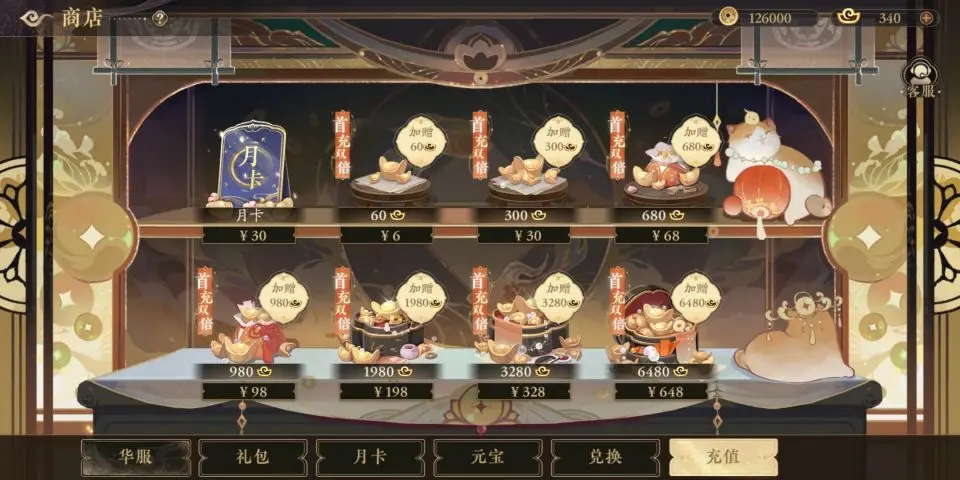 商店
?
126000
340
客服
月卡
月卡
¥30
首充双倍
加赠
60
60
¥6
首充双倍
加赠
300
300
¥30
首充双倍
加赠
680
680
¥68
首充双倍
加赠
980
980
¥98
首充双倍
加赠
1980
1980
¥198
首充双倍
加赠
3280
3280
¥328
首充双倍
加赠
6480
6480
¥648
华服
礼包
月卡
元宝
兑换
充值